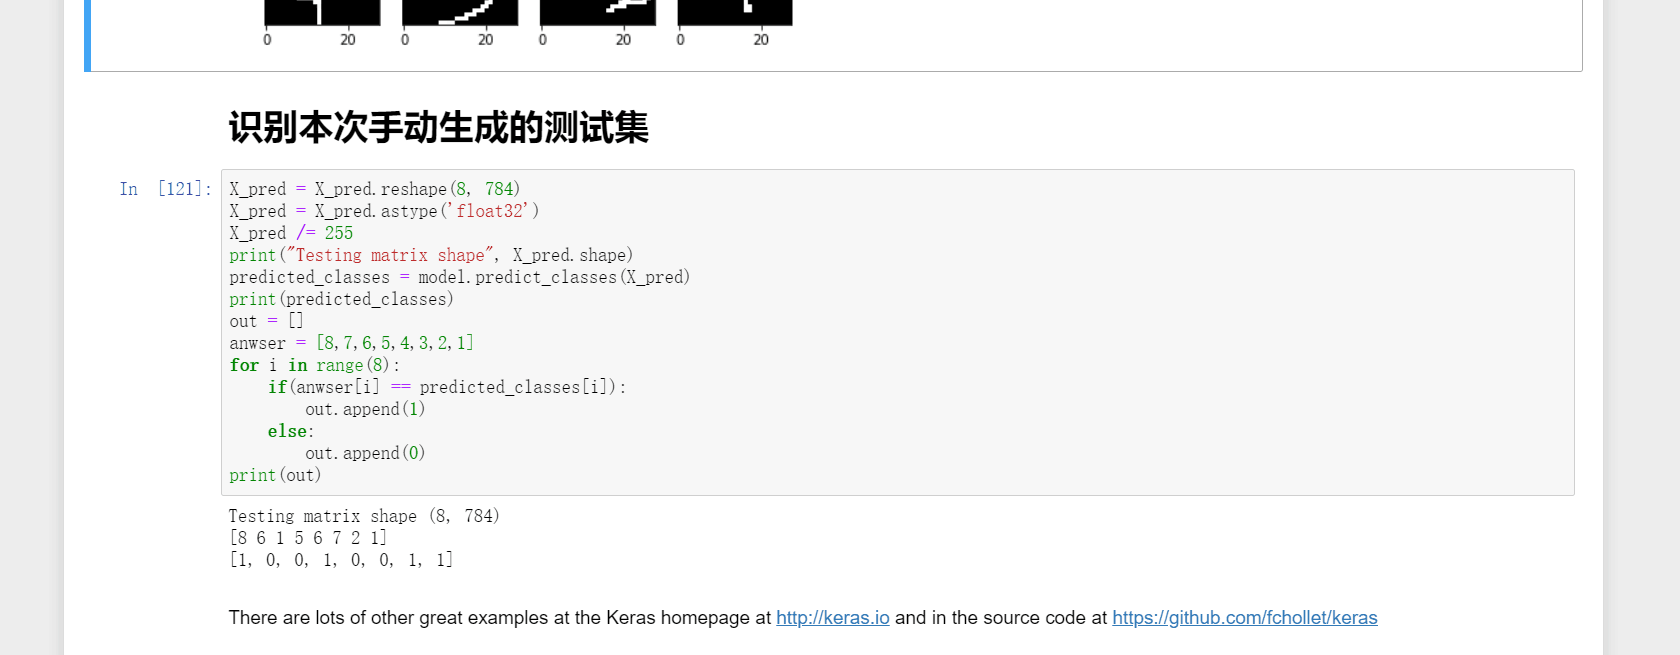 0 20 0 20 0 20 0 20
识别本次手动生成的测试集
In [121]:
X_pred = X_pred.reshape(8, 784)
X_pred = X_pred.astype('float32')
X_pred /= 255
print("Testing matrix shape", X_pred.shape)
predicted_classes = model.predict_classes(X_pred)
print(predicted_classes)
out = []
anwser = [8,7,6,5,4,3,2,1]
for i in range(8):
    if(anwser[i] == predicted_classes[i]):
        out.append(1)
    else:
        out.append(0)
print(out)
Testing matrix shape (8, 784)
[8 6 1 5 6 7 2 1]
[1, 0, 0, 1, 0, 0, 1, 1]
There are lots of other great examples at the Keras homepage at http://keras.io and in the source code at https://github.com/fchollet/keras